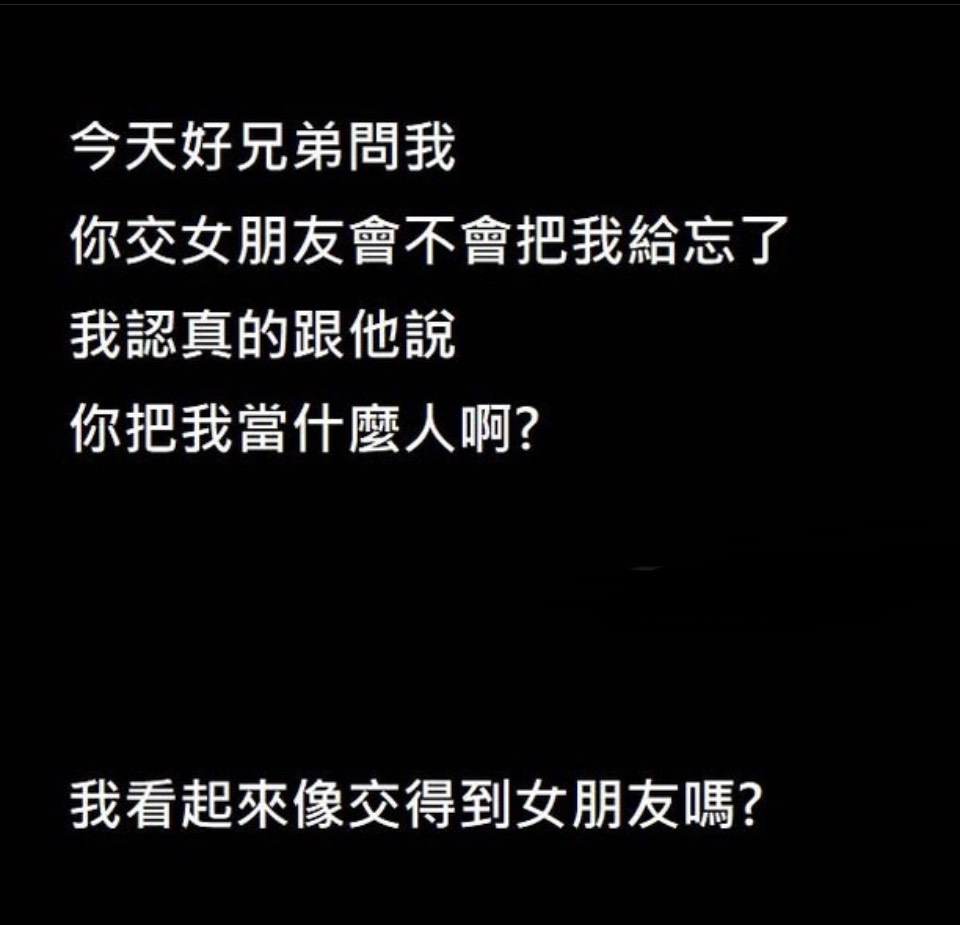 今天好兄弟問我
你交女朋友會不會把我給忘了
我認真的跟他說
你把我當什麼人啊?
我看起來像交得到女朋友嗎?